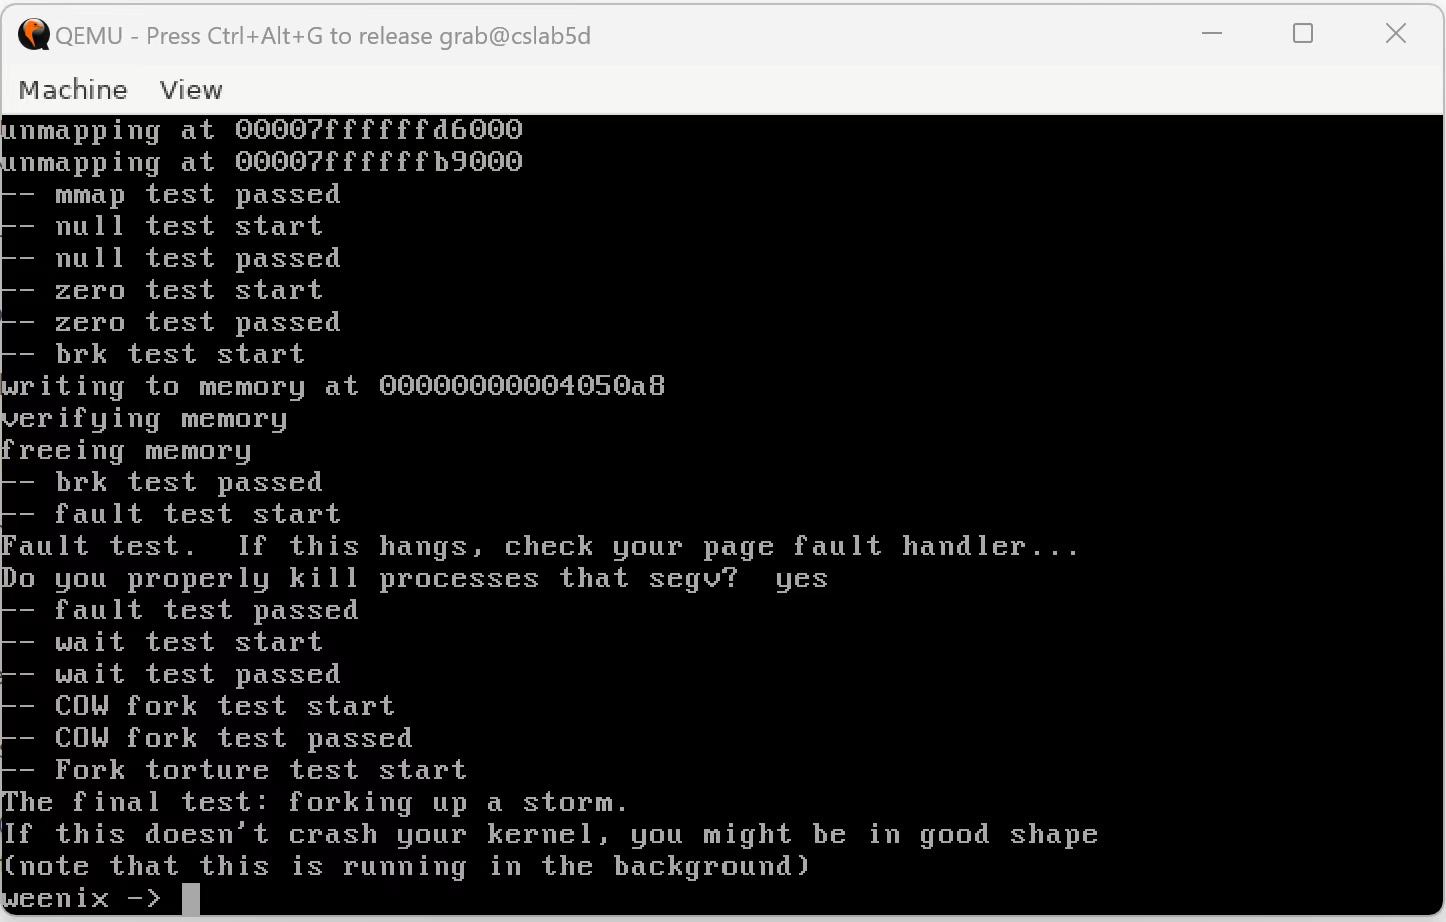 QEMU - Press Ctrl+Alt+G to release grab@cslab5d
Machine View
unmapping at 00007ffffffd6000
unmapping at 00007ffffffb9000
-- mmap test passed
-- null test start
-- null test passed
-- zero test start
-- zero test passed
-- brk test start
writing to memory at 00000000004050a8
verifying memory
freeing memory
-- brk test passed
-- fault test start
Fault test.  If this hangs, check your page fault handler...
Do you properly kill processes that segv?  yes
-- fault test passed
-- wait test start
-- wait test passed
-- COW fork test start
-- COW fork test passed
-- Fork torture test start
The final test: forking up a storm.
If this doesn't crash your kernel, you might be in good shape
(note that this is running in the background)
weenix ->